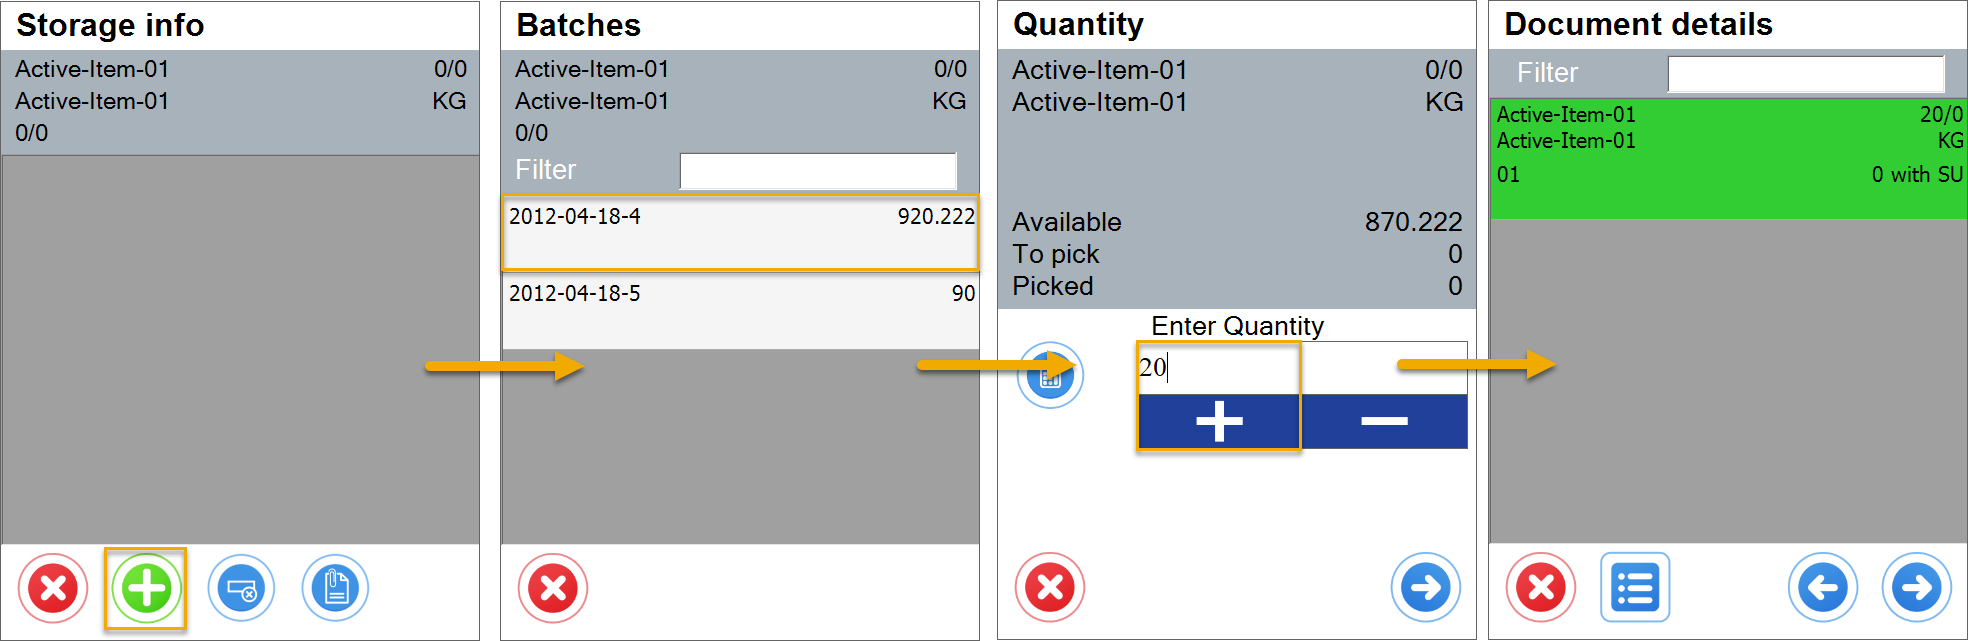 Storage info
Active-Item-01 0/0
Active-Item-01 KG
0/0
Batches
Active-Item-01 0/0
Active-Item-01 KG
0/0
Filter
2012-04-18-4 920.222
2012-04-18-5 90
Quantity
Active-Item-01 0/0
Active-Item-01 KG
Available 870.222
To pick 0
Picked 0
Enter Quantity
20
Document details
Filter
Active-Item-01 20/0
Active-Item-01 KG
01 0 with SU